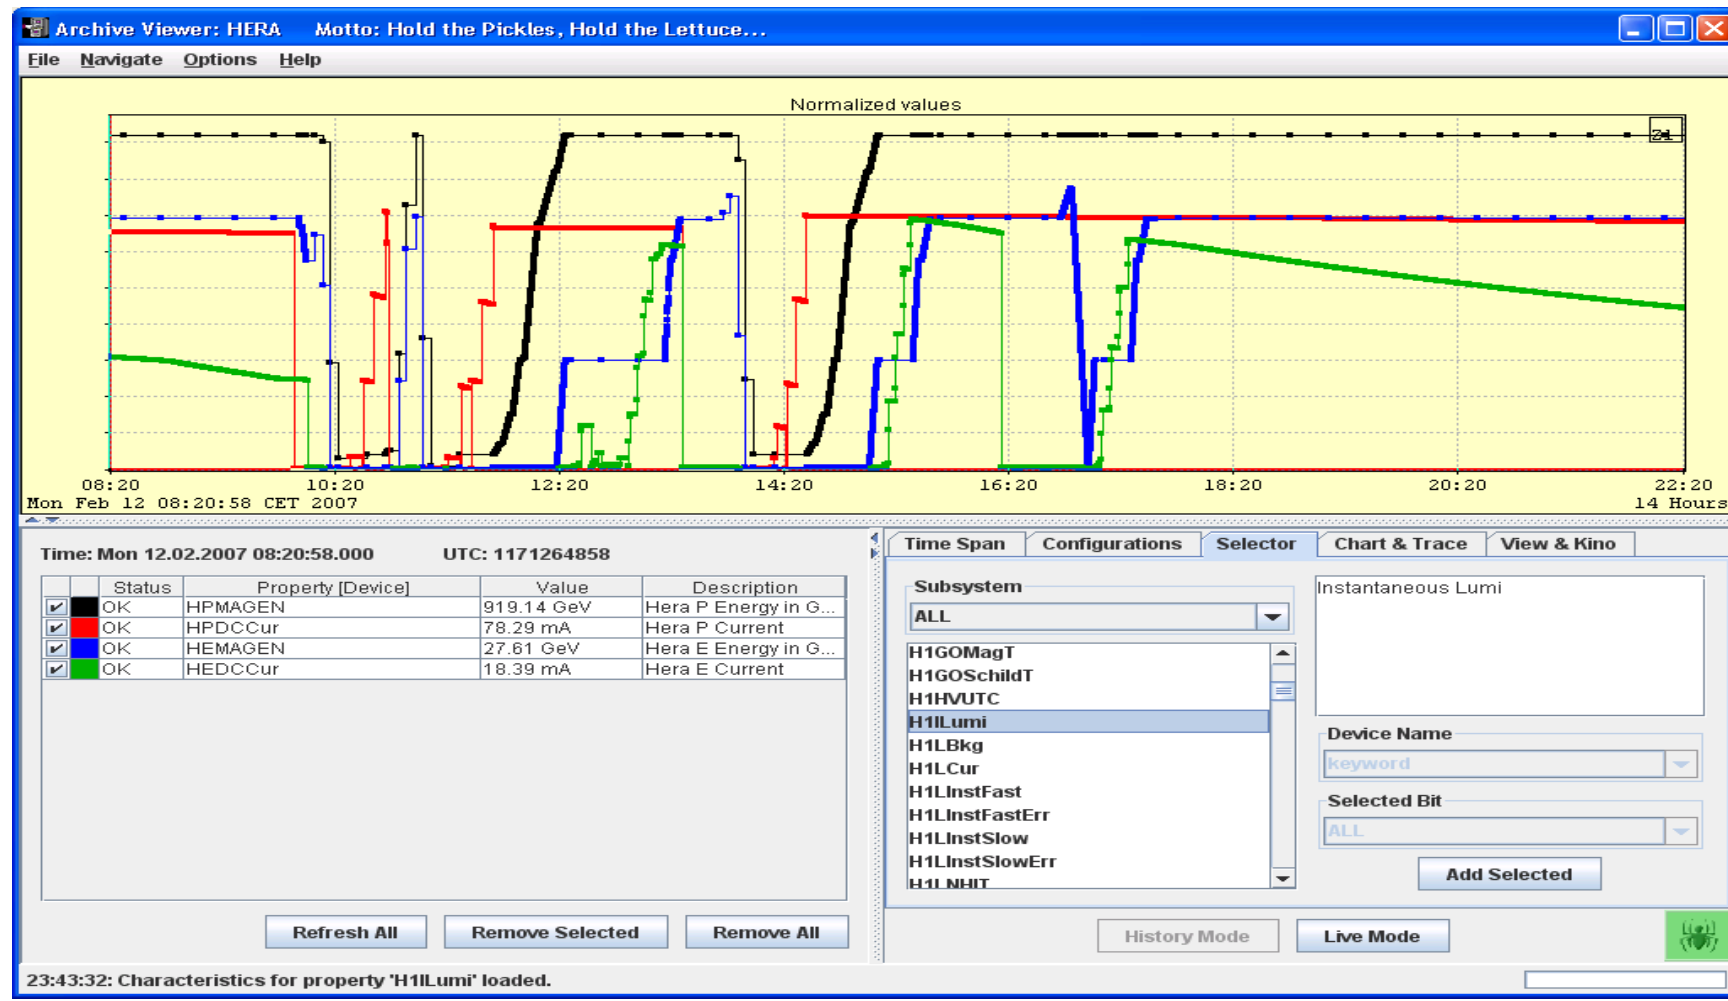 Archive Viewer: HERA Motto: Hold the Pickles, Hold the Lettuce...
File Navigate Options Help
Normalized values
21
08:20 10:20 12:20 14:20 16:20 18:20 20:20 22:20
Mon Feb 12 08:20:58 CET 2007 14 Hours
Time: Mon 12.02.2007 08:20:58.000 UTC: 1171264858
Status Property [Device] Value Description
OK HPMAGEN 919.14 GeV Hera P Energy in G...
OK HPDCCur 78.29 mA Hera P Current
OK HEMAGEN 27.61 GeV Hera E Energy in G...
OK HEDCCur 18.39 mA Hera E Current
Refresh All Remove Selected Remove All
Time Span Configurations Selector Chart & Trace View & Kino
Subsystem
ALL
H1GOMagT
H1GOSchildT
H1HVUTC
H1ILumi
H1LBkg
H1LCur
H1LInstFast
H1LInstFastErr
H1LInstSlow
H1LInstSlowErr
H1LNHIT
Instantaneous Lumi
Device Name
keyword
Selected Bit
ALL
Add Selected
History Mode Live Mode
23:43:32: Characteristics for property 'H1ILumi' loaded.